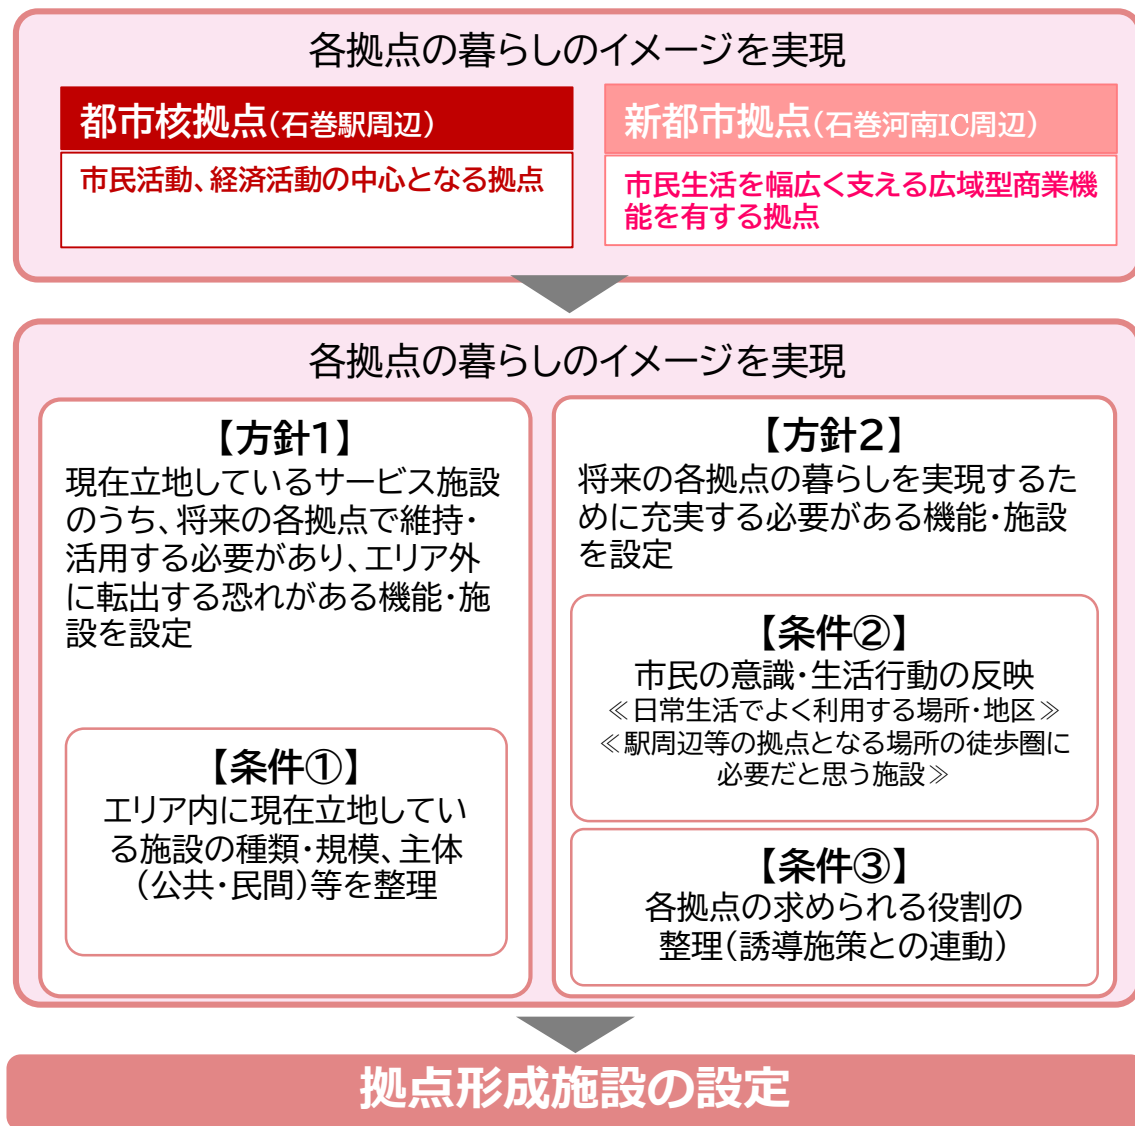 各拠点の暮らしのイメージを実現
都市核拠点(石巻駅周辺)
市民活動、経済活動の中心となる拠点
新都市拠点(石巻河南IC周辺)
市民生活を幅広く支える広域型商業機
能を有する拠点
各拠点の暮らしのイメージを実現
【方針1】
現在立地しているサービス施設
のうち、将来の各拠点で維持・
活用する必要があり、エリア外
に転出する恐れがある機能・施
設を設定
【条件①】
エリア内に現在立地してい
る施設の種類・規模、主体
(公共・民間)等を整理
【方針2】
将来の各拠点の暮らしを実現するた
めに充実する必要がある機能・施設
を設定
【条件②】
市民の意識・生活行動の反映
≪日常生活でよく利用する場所・地区≫
≪駅周辺等の拠点となる場所の徒歩圏に
必要だと思う施設≫
【条件③】
各拠点の求められる役割の
整理(誘導施策との連動)
拠点形成施設の設定